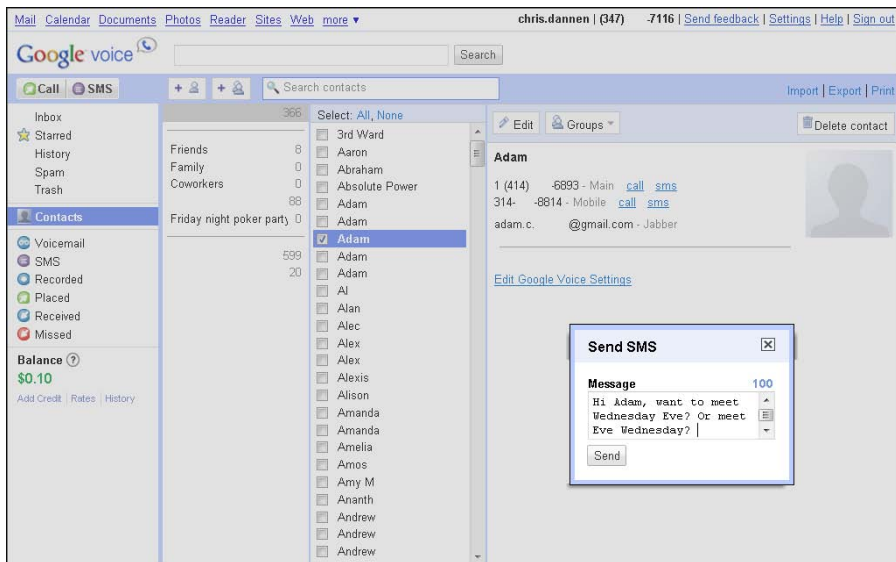 Mail Calendar Documents Photos Reader Sites Web more ▼
chris.dannen | (347) -7116 | Send feedback | Settings | Help | Sign out
Google voice
Search
Call SMS
Search contacts
Import | Export | Print
Inbox
Starred
History
Spam
Trash
Contacts
Voicemail
SMS
Recorded
Placed
Received
Missed
Balance ?
$0.10
Add Credit | Rates | History
366
Friends 8
Family 0
Coworkers 0
88
Friday night poker party 0
599
20
Select: All, None
3rd Ward
Aaron
Abraham
Absolute Power
Adam
Adam
Adam
Adam
Adam
Al
Alan
Alec
Alex
Alex
Alexis
Alison
Amanda
Amanda
Amelia
Amos
Amy M
Ananth
Andrew
Andrew
Andrew
Edit Groups
Delete contact
Adam
1 (414) -6893 - Main call sms
314- -8814 - Mobile call sms
adam.c. @gmail.com - Jabber
Edit Google Voice Settings
Send SMS
Message 100
Hi Adam, want to meet
Wednesday Eve? Or meet
Eve Wednesday?
Send